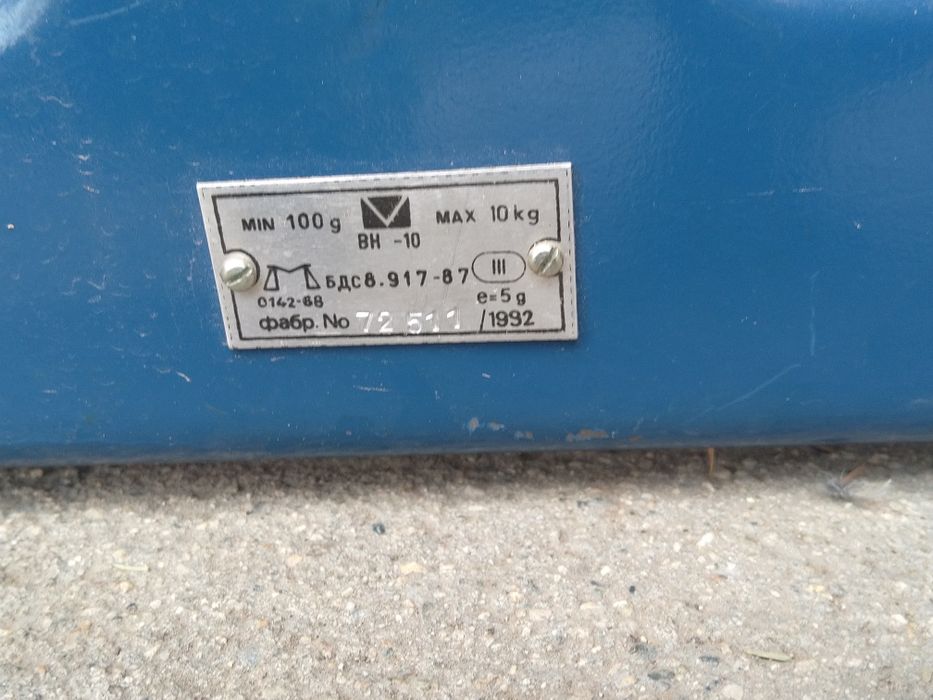 MIN 100 g MAX 10 kg
ВН -10
БДС 8.917-87 III
0142-88 e=5 g
фабр. No 72 511 /1992